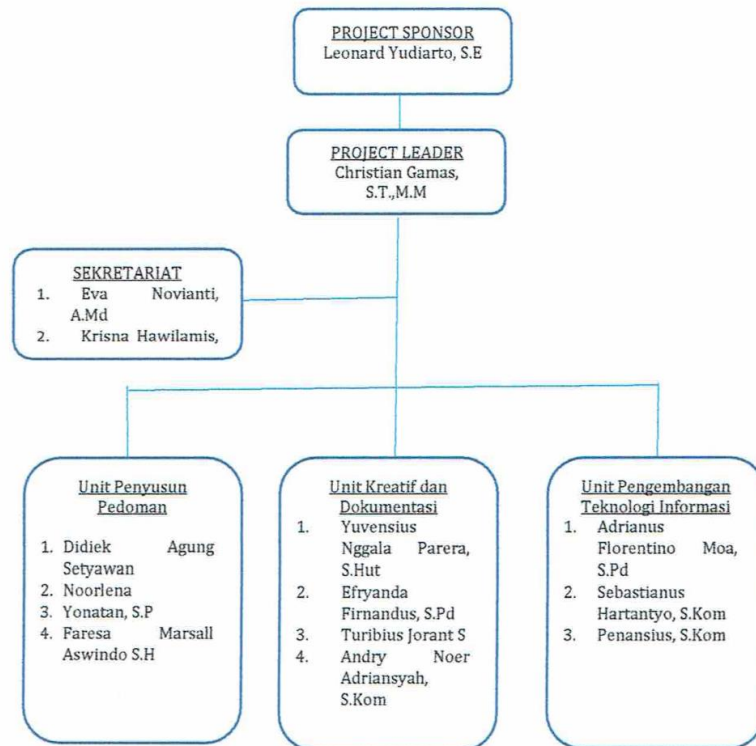 PROJECT SPONSOR
Leonard Yudiarto, S.E
PROJECT LEADER
Christian Gamas,
S.T.,M.M
SEKRETARIAT
1. Eva Novianti,
A.Md
2. Krisna Hawilamis,
Unit Penyusun
Pedoman
1. Didiek Agung
Setyawan
2. Noorlena
3. Yonatan, S.P
4. Faresa Marsall
Aswindo S.H
Unit Kreatif dan
Dokumentasi
1. Yuvensius
Nggala Parera,
S.Hut
2. Efryanda
Firnandus, S.Pd
3. Turibius Jorant S
4. Andry Noer
Adriansyah,
S.Kom
Unit Pengembangan
Teknologi Informasi
1. Adrianus
Florentino Moa,
S.Pd
2. Sebastianus
Hartantyo, S.Kom
3. Penansius, S.Kom